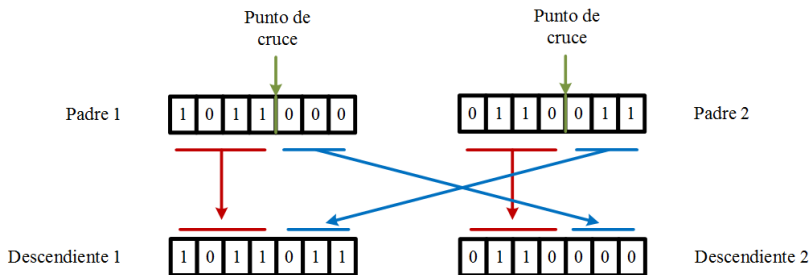 Punto de
cruce
Punto de
cruce
Padre 1
1 0 1 1 0 0 0
0 1 1 0 0 1 1
Padre 2
Descendiente 1
1 0 1 1 0 1 1
0 1 1 0 0 0 0
Descendiente 2